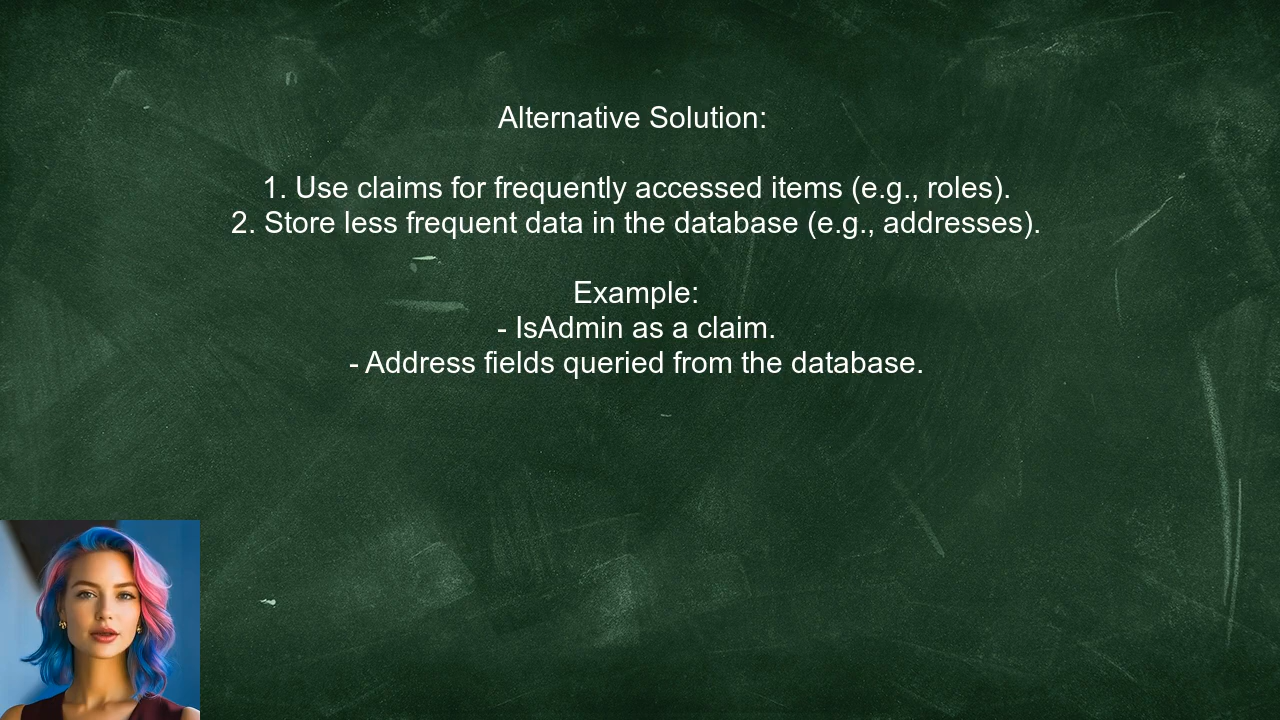 Alternative Solution:
1. Use claims for frequently accessed items (e.g., roles).
2. Store less frequent data in the database (e.g., addresses).
Example:
- IsAdmin as a claim.
- Address fields queried from the database.